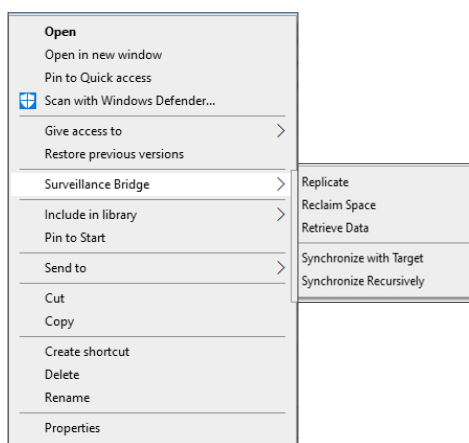 Open
Open in new window
Pin to Quick access
Scan with Windows Defender...
Give access to
Restore previous versions
Surveillance Bridge
Include in library
Pin to Start
Send to
Cut
Copy
Create shortcut
Delete
Rename
Properties
Replicate
Reclaim Space
Retrieve Data
Synchronize with Target
Synchronize Recursively